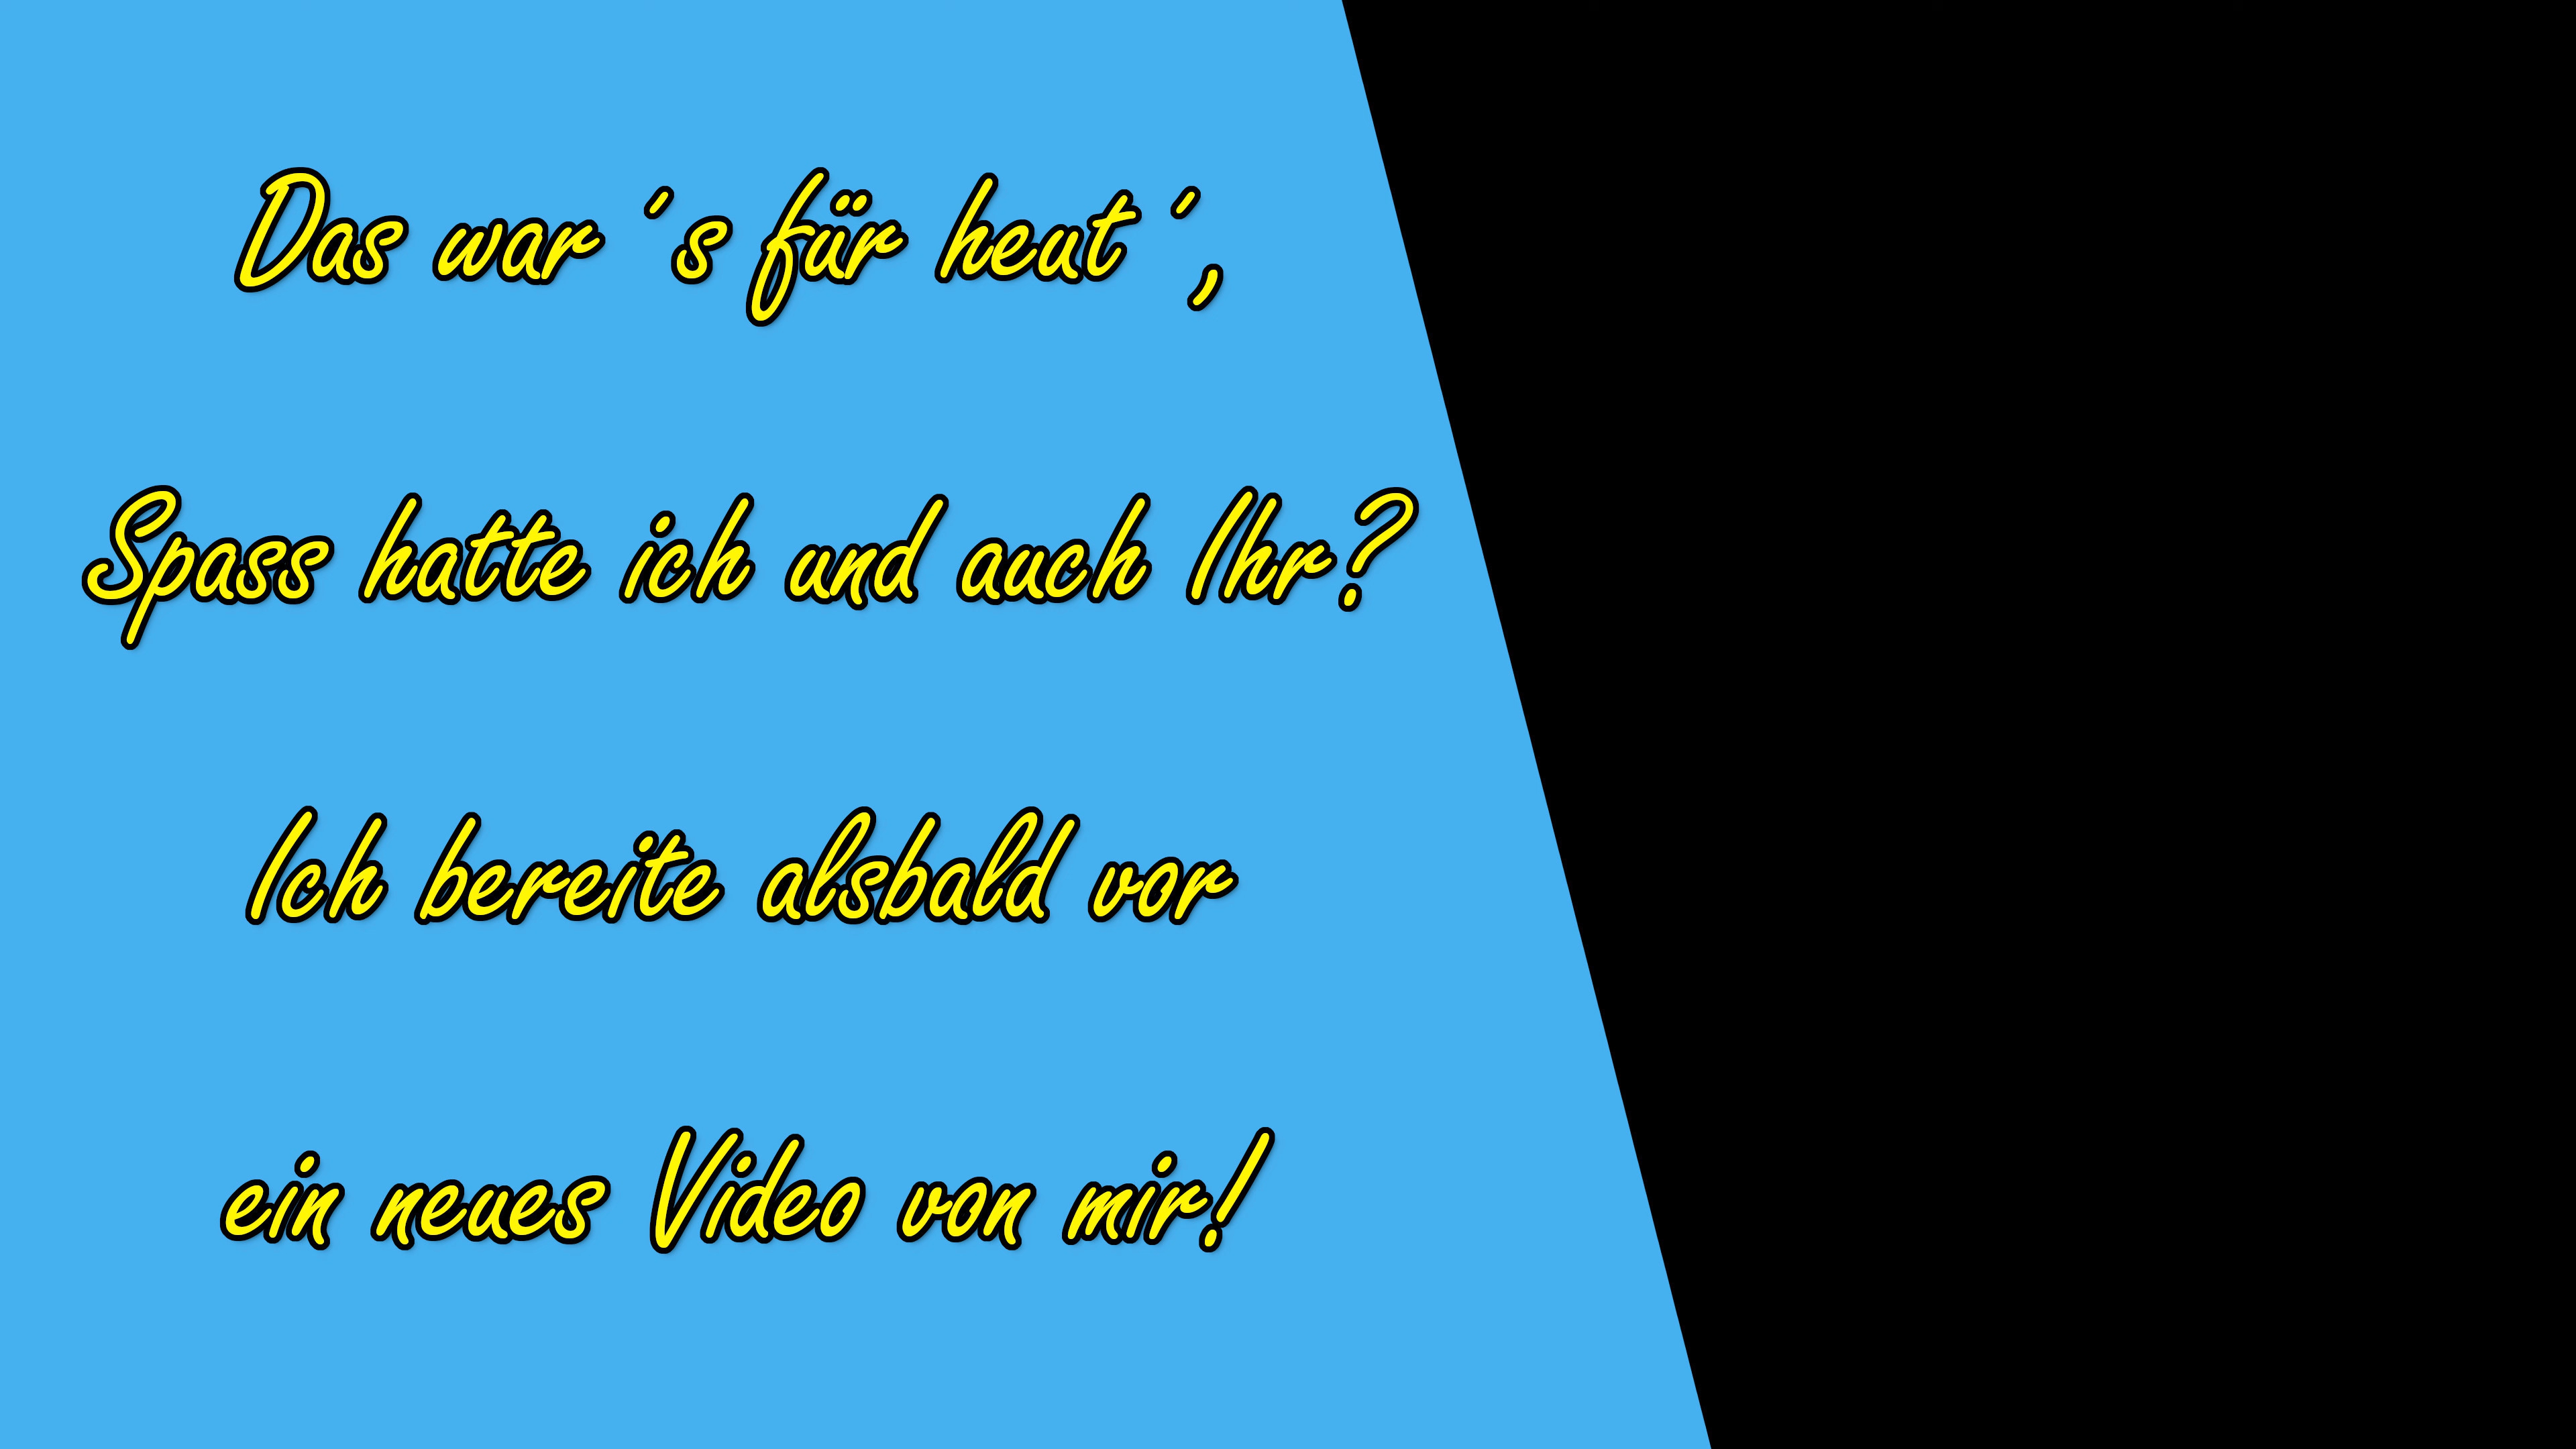 Das war ´s für heut´,
Spass hatte ich und auch Ihr?
Ich bereite alsbald vor
ein neues Video von mir!